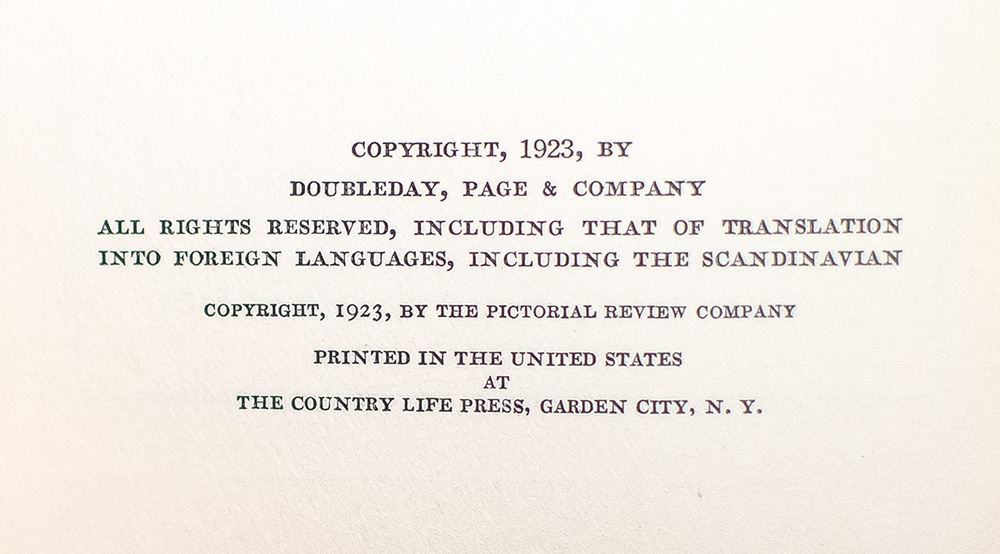 COPYRIGHT, 1923, BY
DOUBLEDAY, PAGE & COMPANY
ALL RIGHTS RESERVED, INCLUDING THAT OF TRANSLATION
INTO FOREIGN LANGUAGES, INCLUDING THE SCANDINAVIAN
COPYRIGHT, 1923, BY THE PICTORIAL REVIEW COMPANY
PRINTED IN THE UNITED STATES
AT
THE COUNTRY LIFE PRESS, GARDEN CITY, N. Y.